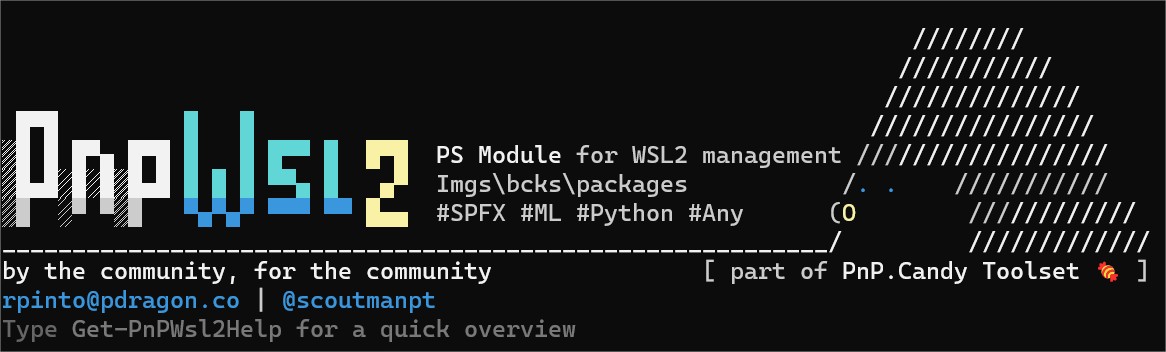 PnpWsl2
PS Module for WSL2 management
Imgs\bcks\packages
#SPFX #ML #Python #Any
by the community, for the community [ part of PnP.Candy Toolset 🍬 ]
rpinto@pdragon.co | @scoutmanpt
Type Get-PnPWsl2Help for a quick overview